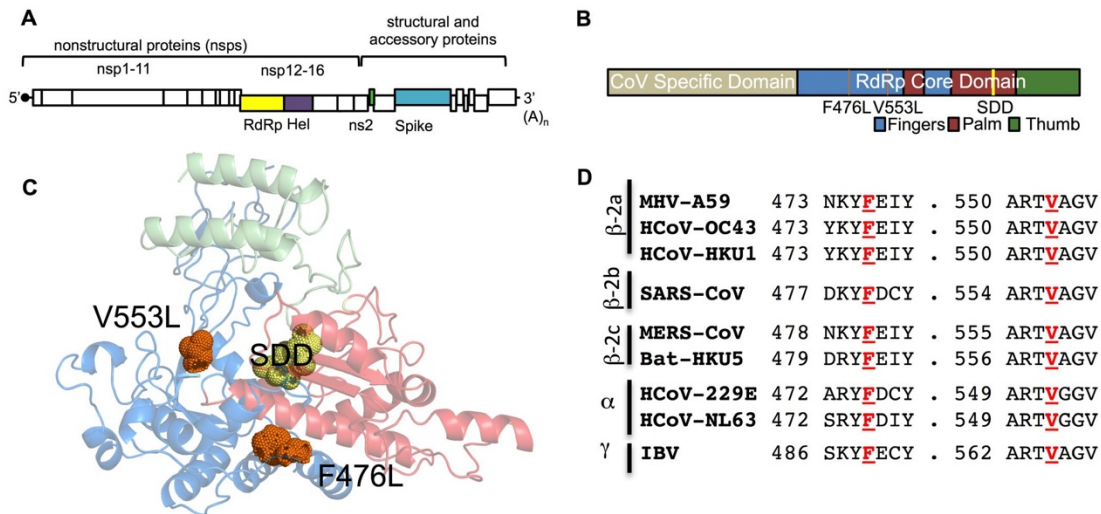 A
nonstructural proteins (nsps)
structural and
accessory proteins
nsp1-11
nsp12-16
5'
3'
(A)n
RdRp
Hel
ns2
Spike
B
CoV Specific Domain
RdRp Core Domain
F476L
V553L
SDD
Fingers
Palm
Thumb
C
V553L
SDD
F476L
D
β-2a
MHV-A59 473 NKYFEIY . 550 ARTVAGV
HCoV-OC43 473 YKYFEIY . 550 ARTVAGV
HCoV-HKU1 473 YKYFEIY . 550 ARTVAGV
β-2b
SARS-CoV 477 DKYFDCY . 554 ARTVAGV
β-2c
MERS-CoV 478 NKYFEIY . 555 ARTVAGV
Bat-HKU5 479 DRYFEIY . 556 ARTVAGV
α
HCoV-229E 472 ARYFDCY . 549 ARTVGGV
HCoV-NL63 472 SRYFDIY . 549 ARTVGGV
γ
IBV 486 SKYFECY . 562 ARTVAGV